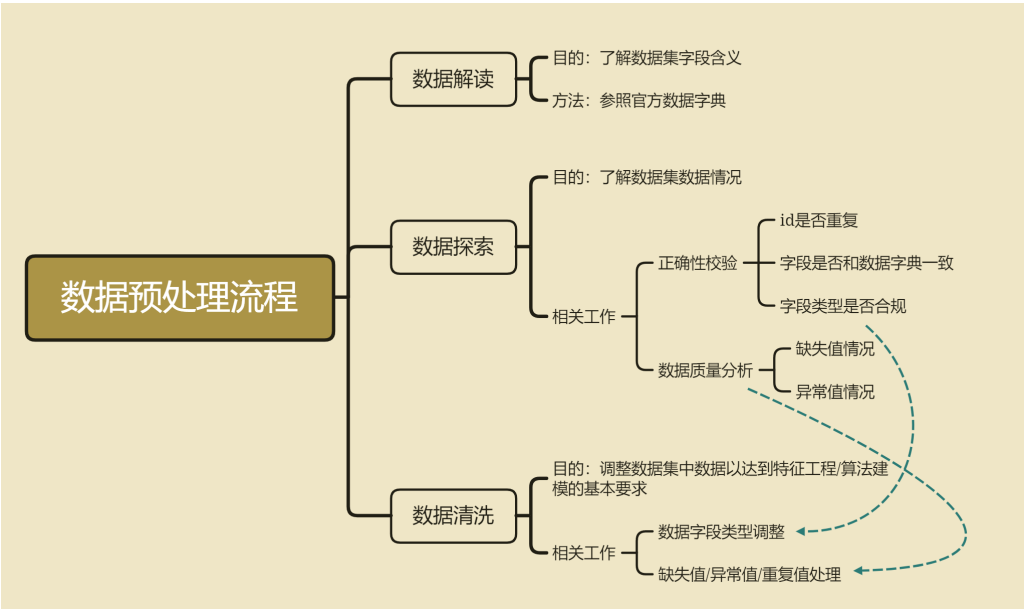 数据预处理流程
数据解读
目的：了解数据集字段含义
方法：参照官方数据字典
数据探索
目的：了解数据集数据情况
相关工作
正确性校验
id是否重复
字段是否和数据字典一致
字段类型是否合规
数据质量分析
缺失值情况
异常值情况
数据清洗
目的：调整数据集中数据以达到特征工程/算法建
模的基本要求
相关工作
数据字段类型调整
缺失值/异常值/重复值处理